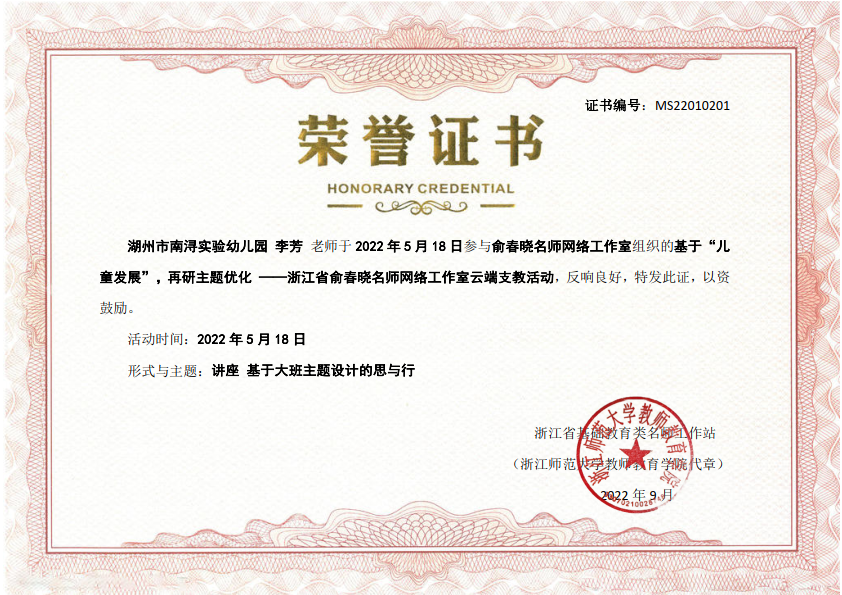 证书编号：MS22010201
荣誉证书
HONORARY CREDENTIAL
湖州市南浔实验幼儿园 李芳 老师于 2022 年 5 月 18 日参与俞春晓名师网络工作室组织的基于“儿
童发展”，再研主题优化 ——浙江省俞春晓名师网络工作室云端支教活动，反响良好，特发此证，以资
鼓励。
活动时间：2022 年 5 月 18 日
形式与主题：讲座 基于大班主题设计的思与行
浙江省基础教育类名师工作站
（浙江师范大学教师教育学院代章）
2022 年 9 月
浙江师范大学教师教育学院